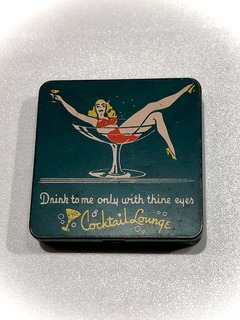 Drink to me only with thine eyes
Cocktail Lounge